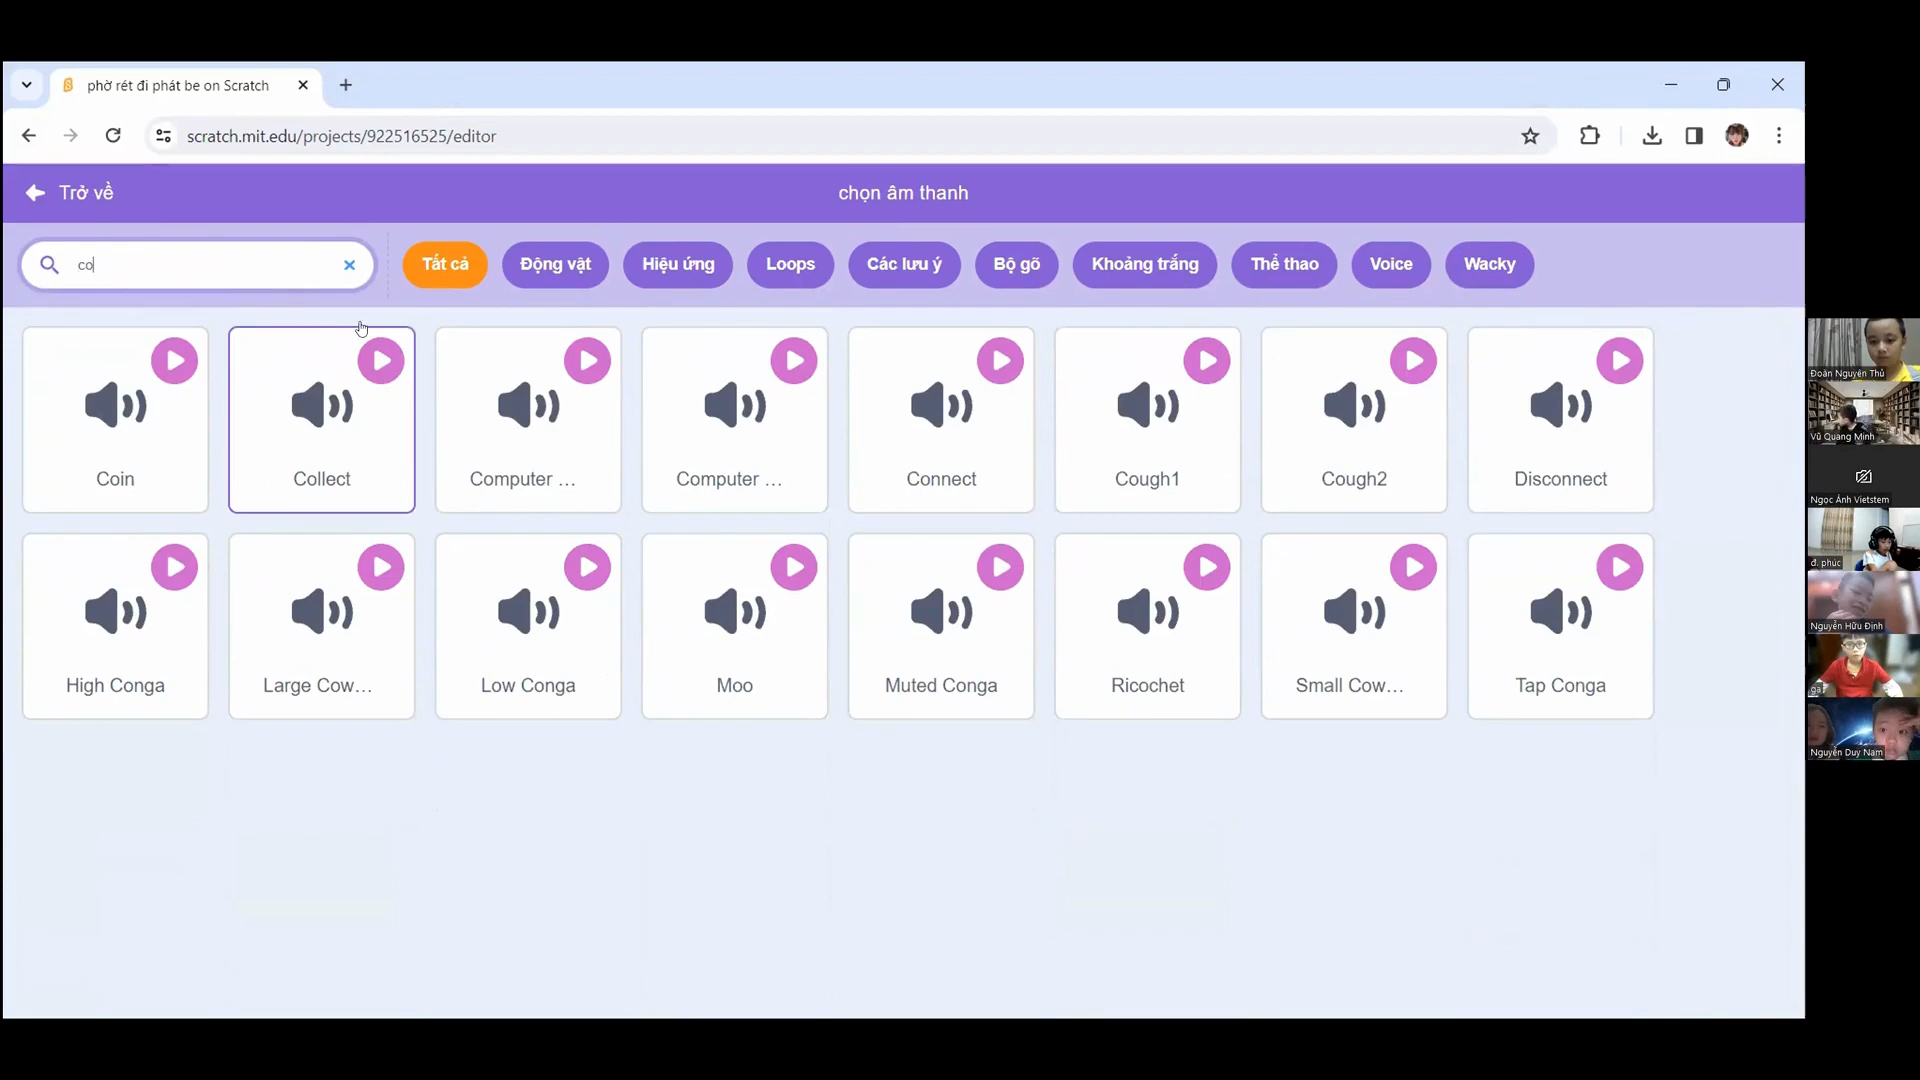 phờ rét đi phát be on Scratch
scratch.mit.edu/projects/922516525/editor
Trở về
chọn âm thanh
co
Tất cả
Động vật
Hiệu ứng
Loops
Các lưu ý
Bộ gõ
Khoảng trắng
Thể thao
Voice
Wacky
Coin
Collect
Computer ...
Computer ...
Connect
Cough1
Cough2
Disconnect
High Conga
Large Cow...
Low Conga
Moo
Muted Conga
Ricochet
Small Cow...
Tap Conga
Đoàn Nguyên Thủ
Vũ Quang Minh
Ngọc Ánh Vietstem
đ. phúc
Nguyễn Hữu Định
Nguyễn Duy Nam